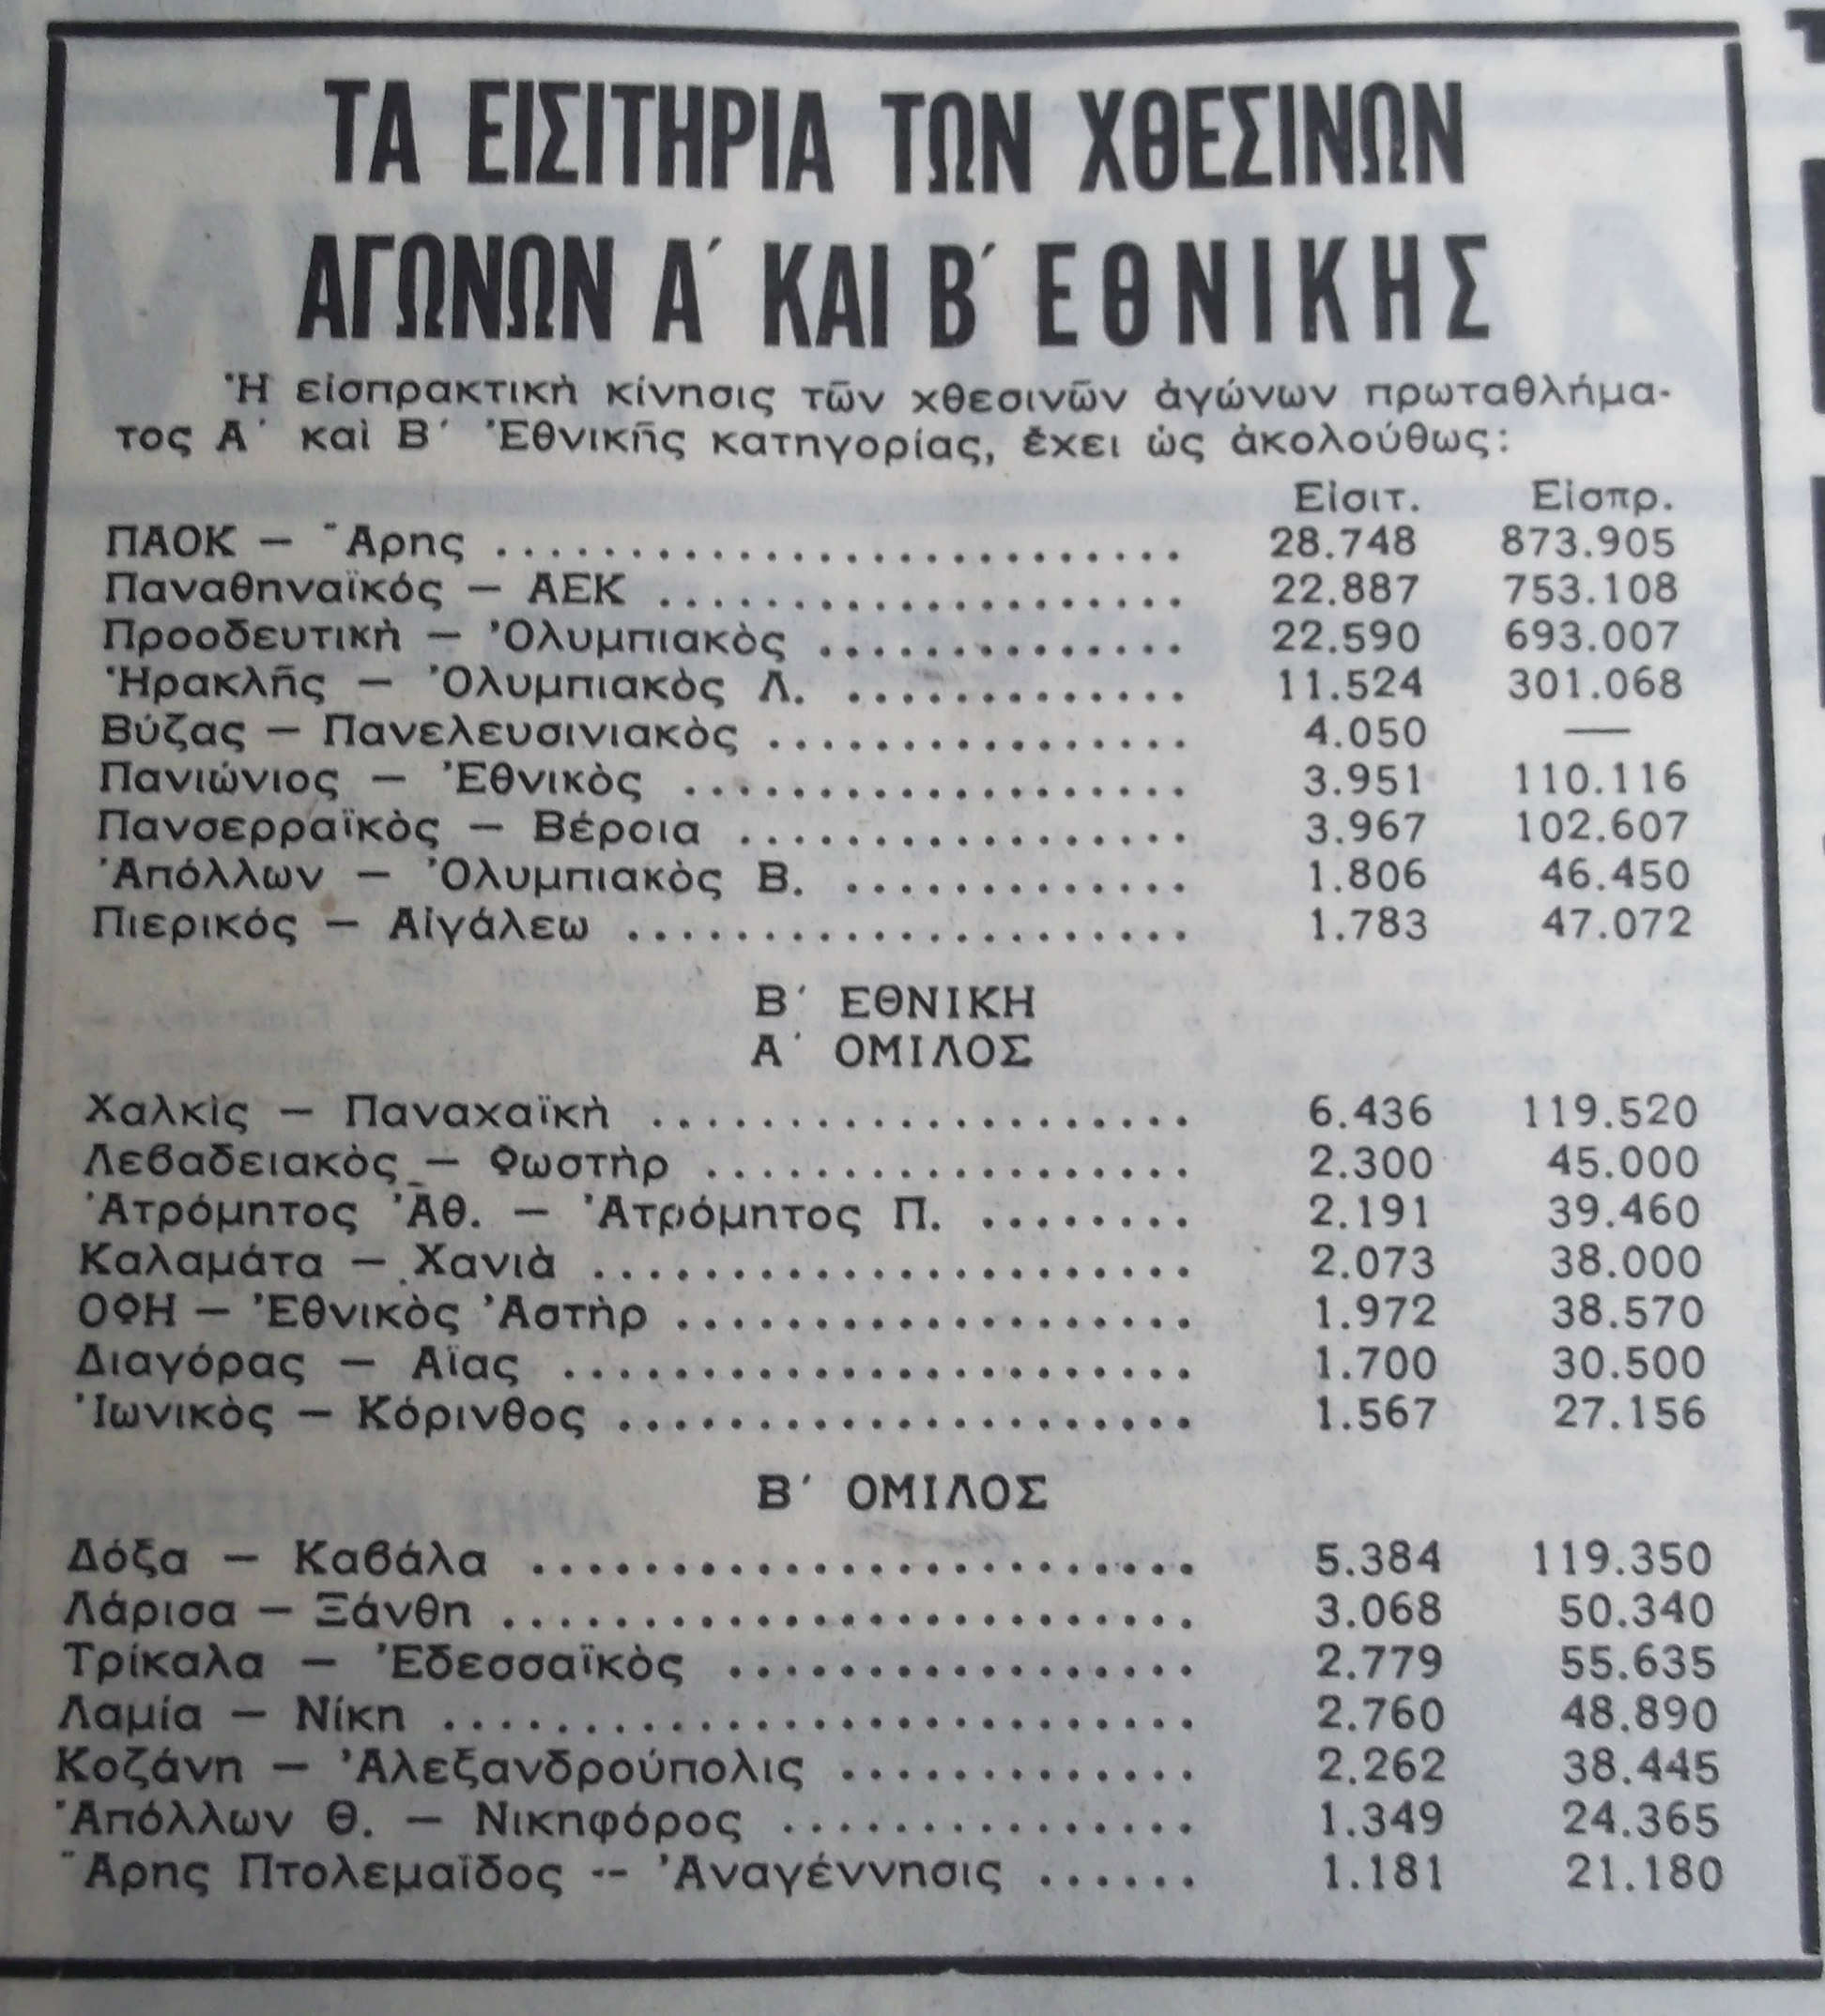 ΤΑ ΕΙΣΙΤΗΡΙΑ ΤΩΝ ΧΘΕΣΙΝΩΝ
ΑΓΩΝΩΝ Α΄ ΚΑΙ Β΄ ΕΘΝΙΚΗΣ
Ἡ εἰσπρακτικὴ κίνησις τῶν χθεσινῶν ἀγώνων πρωταθλήμα-
τος Α΄ καὶ Β΄ Ἐθνικῆς κατηγορίας, ἔχει ὡς ἀκολούθως:
Εἰσιτ. Εἰσπρ.
ΠΑΟΚ — Ἄρης ........................ 28.748 873.905
Παναθηναϊκός — ΑΕΚ .................... 22.887 753.108
Προοδευτικὴ — Ὀλυμπιακὸς .............. 22.590 693.007
Ἡρακλῆς — Ὀλυμπιακὸς Λ. ............. 11.524 301.068
Βύζας — Πανελευσινιακὸς ................ 4.050 —
Πανιώνιος — Ἐθνικὸς ................... 3.951 110.116
Πανσερραϊκὸς — Βέροια ................. 3.967 102.607
Ἀπόλλων — Ὀλυμπιακὸς Β. ............. 1.806 46.450
Πιερικός — Αἰγάλεω ..................... 1.783 47.072
Β΄ ΕΘΝΙΚΗ
Α΄ ΟΜΙΛΟΣ
Χαλκὶς — Παναχαϊκὴ .................... 6.436 119.520
Λεβαδειακὸς — Φωστὴρ .................. 2.300 45.000
Ἀτρόμητος Ἀθ. — Ἀτρόμητος Π. ........ 2.191 39.460
Καλαμάτα — Χανιὰ ...................... 2.073 38.000
ΟΦΗ — Ἐθνικὸς Ἀστὴρ ................... 1.972 38.570
Διαγόρας — Αἴας ....................... 1.700 30.500
Ἰωνικὸς — Κόρινθος ..................... 1.567 27.156
Β΄ ΟΜΙΛΟΣ
Δόξα — Καβάλα ........................ 5.384 119.350
Λάρισα — Ξάνθη ......................... 3.068 50.340
Τρίκαλα — Ἐδεσσαϊκὸς ................. 2.779 55.635
Λαμία — Νίκη ........................... 2.760 48.890
Κοζάνη — Ἀλεξανδρούπολις ............. 2.262 38.445
Ἀπόλλων Θ. — Νικηφόρος ............... 1.349 24.365
Ἄρης Πτολεμαΐδος -- Ἀναγέννησις ...... 1.181 21.180